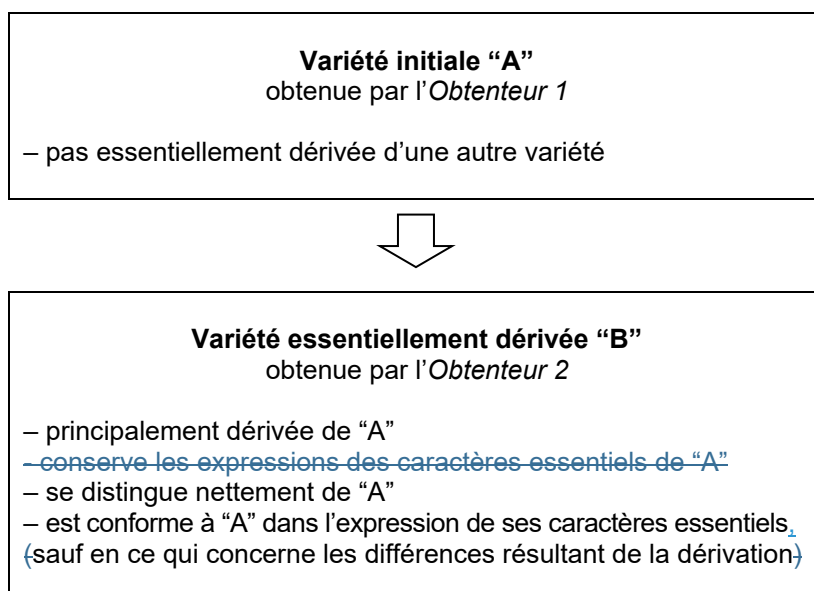 Variété initiale “A”
obtenue par l’Obtenteur 1
– pas essentiellement dérivée d’une autre variété
Variété essentiellement dérivée “B”
obtenue par l’Obtenteur 2
– principalement dérivée de “A”
- conserve les expressions des caractères essentiels de “A”
– se distingue nettement de “A”
– est conforme à “A” dans l’expression de ses caractères essentiels,
(sauf en ce qui concerne les différences résultant de la dérivation)